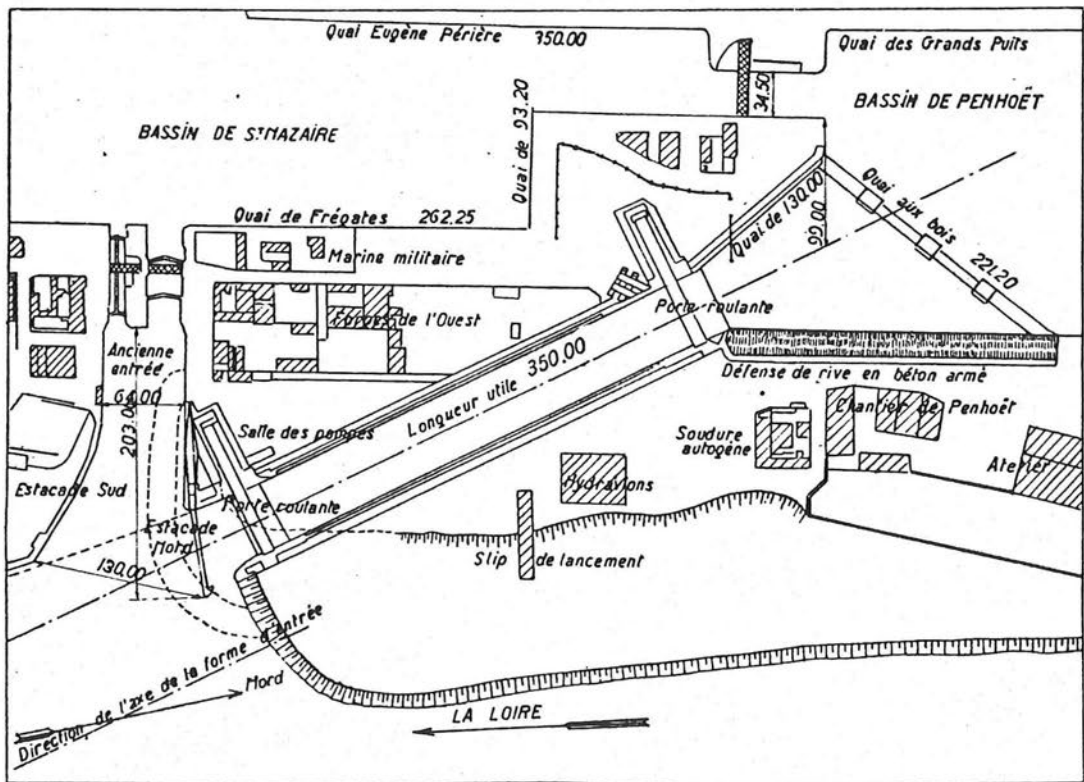 Quai Eugène Périère 350.00
Quai des Grands Puits
34.50
BASSIN DE PENHOËT
BASSIN DE St MAZAIRE
Quai de 93.20
Quai de Frégates 262.25
Marine militaire
Quai de 130.00
99.00
Quai aux bois 221.20
Forges de l'Ouest
Porte roulante
Ancienne
entrée
64.00
203.00
Longueur utile 350.00
Défense de rive en béton armé
Chantier de Penhoët
Salle des pompes
Soudure
autogène
Atelier
Estacade Sud
Hydravions
Porte roulante
Estacade
Nord
130.00
Slip de lancement
Direction de l'axe de la forme d'entrée
Nord
LA LOIRE